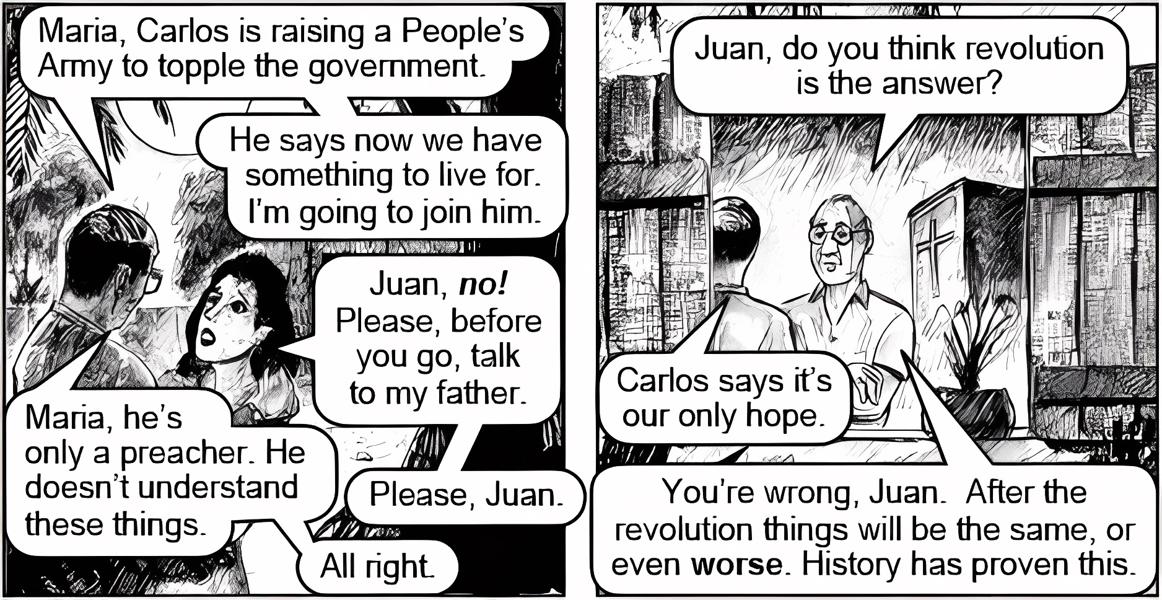 Maria, Carlos is raising a People's
Army to topple the government.
He says now we have
something to live for.
I'm going to join him.
Juan, no!
Please, before
you go, talk
to my father.
Maria, he's
only a preacher. He
doesn't understand
these things.
Please, Juan.
All right.
Juan, do you think revolution
is the answer?
Carlos says it's
our only hope.
You're wrong, Juan. After the
revolution things will be the same, or
even worse. History has proven this.